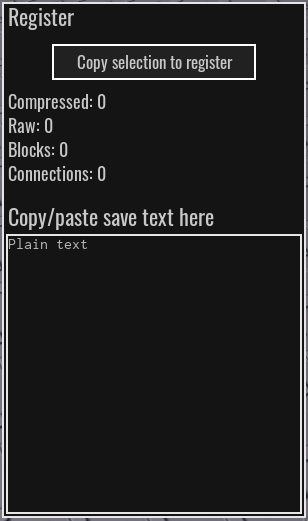 Register
Copy selection to register
Compressed: 0
Raw: 0
Blocks: 0
Connections: 0
Copy/paste save text here
Plain text